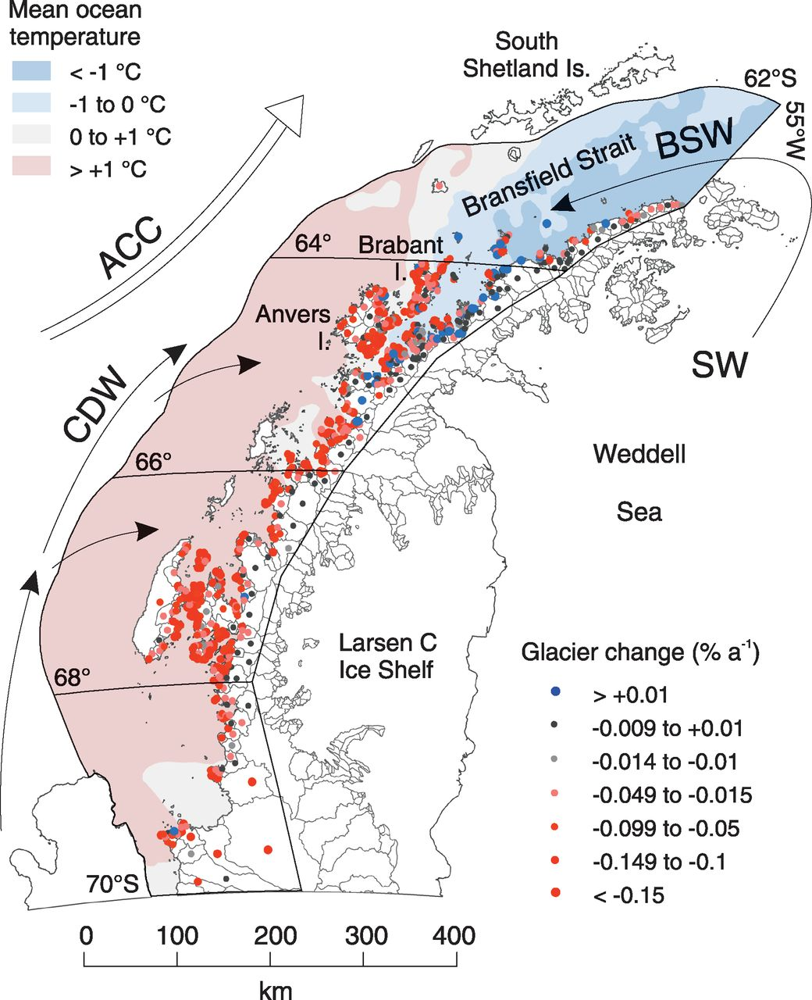 Mean ocean
temperature
< -1 °C
-1 to 0 °C
0 to +1 °C
> +1 °C
South
Shetland Is.
62°S
55°W
BSW
Bransfield Strait
ACC
64°
Brabant
I.
Anvers
I.
SW
CDW
66°
Weddell
Sea
Larsen C
Ice Shelf
68°
Glacier change (% a⁻¹)
> +0.01
-0.009 to +0.01
-0.014 to -0.01
-0.049 to -0.015
-0.099 to -0.05
-0.149 to -0.1
< -0.15
70°S
0 100 200 300 400
km